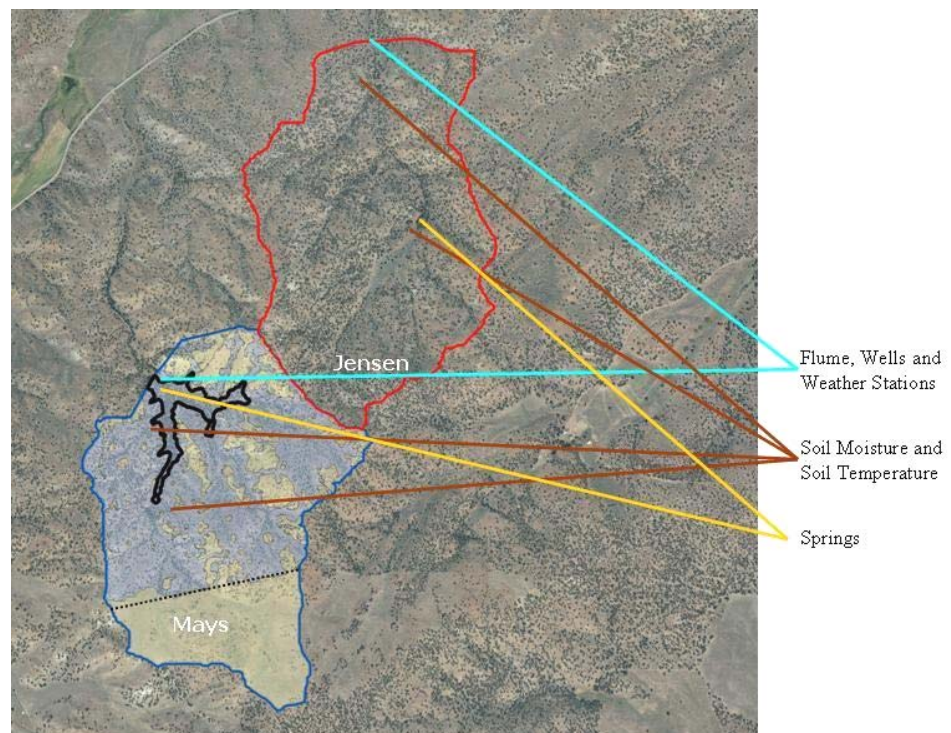 Jensen
Flume, Wells and
Weather Stations
Soil Moisture and
Soil Temperature
Springs
Mays